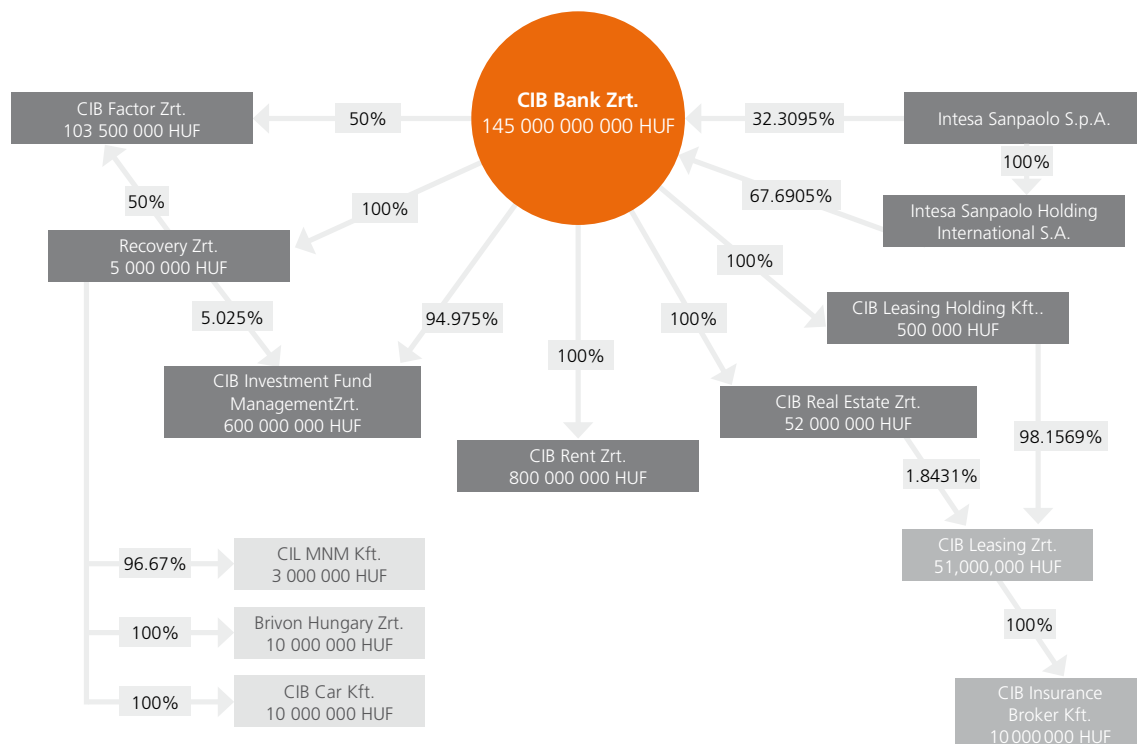 CIB Bank Zrt.
145 000 000 000 HUF
CIB Factor Zrt.
103 500 000 HUF
50%
32.3095%
Intesa Sanpaolo S.p.A.
100%
50%
100%
67.6905%
Intesa Sanpaolo Holding
International S.A.
Recovery Zrt.
5 000 000 HUF
100%
5.025%
94.975%
100%
CIB Leasing Holding Kft..
500 000 HUF
100%
CIB Investment Fund
ManagementZrt.
600 000 000 HUF
CIB Real Estate Zrt.
52 000 000 HUF
98.1569%
CIB Rent Zrt.
800 000 000 HUF
1.8431%
96.67%
CIL MNM Kft.
3 000 000 HUF
CIB Leasing Zrt.
51,000,000 HUF
100%
Brivon Hungary Zrt.
10 000 000 HUF
100%
100%
CIB Car Kft.
10 000 000 HUF
CIB Insurance
Broker Kft.
10 000 000 HUF